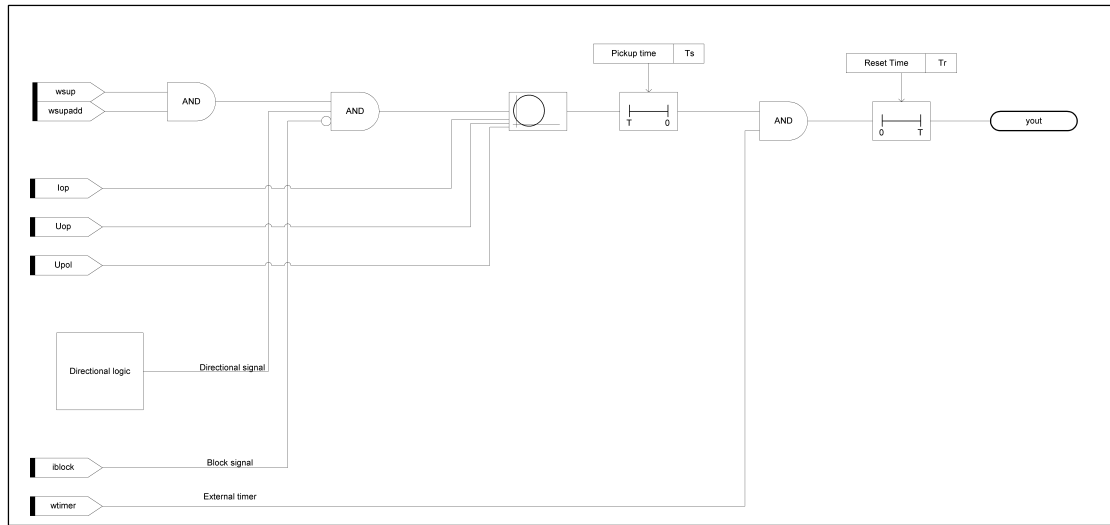 Pickup time Ts
Reset Time Tr
wsup
wsupadd
AND
AND
AND
T 0
0 T
yout
Iop
Uop
Upol
Directional logic
Directional signal
iblock
Block signal
wtimer
External timer